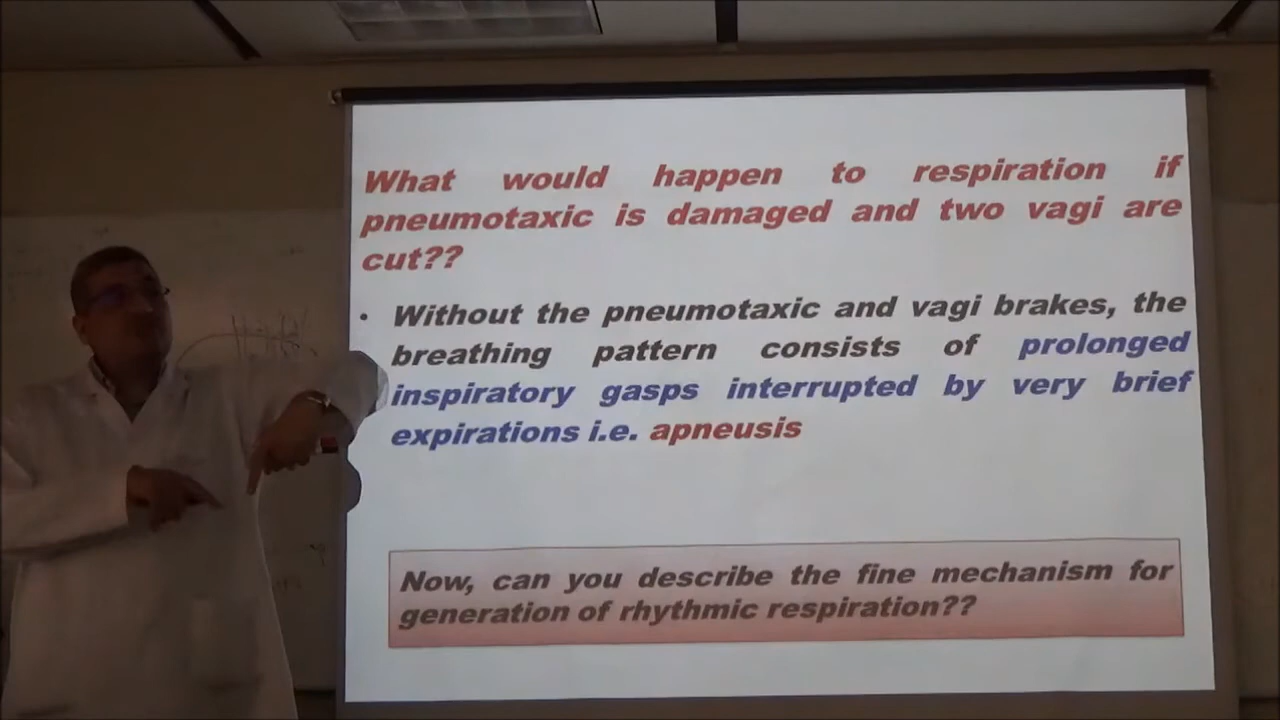 What would happen to respiration if
pneumotaxic is damaged and two vagi are
cut??
• Without the pneumotaxic and vagi brakes, the
breathing pattern consists of prolonged
inspiratory gasps interrupted by very brief
expirations i.e. apneusis
Now, can you describe the fine mechanism for
generation of rhythmic respiration??